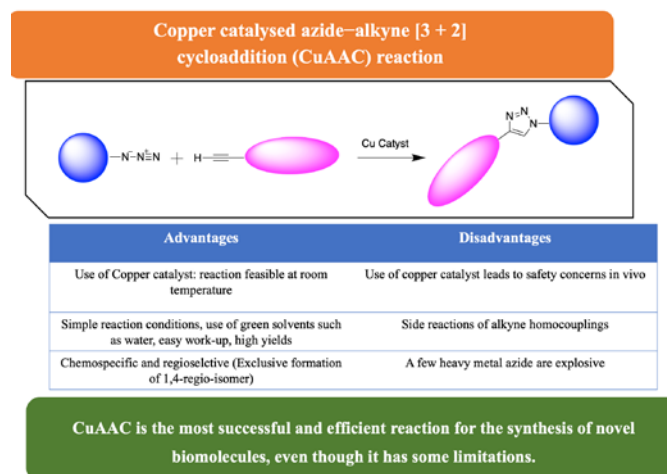 Copper catalysed azide−alkyne [3 + 2]
cycloaddition (CuAAC) reaction
N⁻-N≡N + H
Cu Catyst
N N
N
Advantages
Disadvantages
Use of Copper catalyst: reaction feasible at room
temperature
Use of copper catalyst leads to safety concerns in vivo
Simple reaction conditions, use of green solvents such
as water, easy work-up, high yields
Side reactions of alkyne homocouplings
Chemospecific and regioselctive (Exclusive formation
of 1,4-regio-isomer)
A few heavy metal azide are explosive
CuAAC is the most successful and efficient reaction for the synthesis of novel
biomolecules, even though it has some limitations.